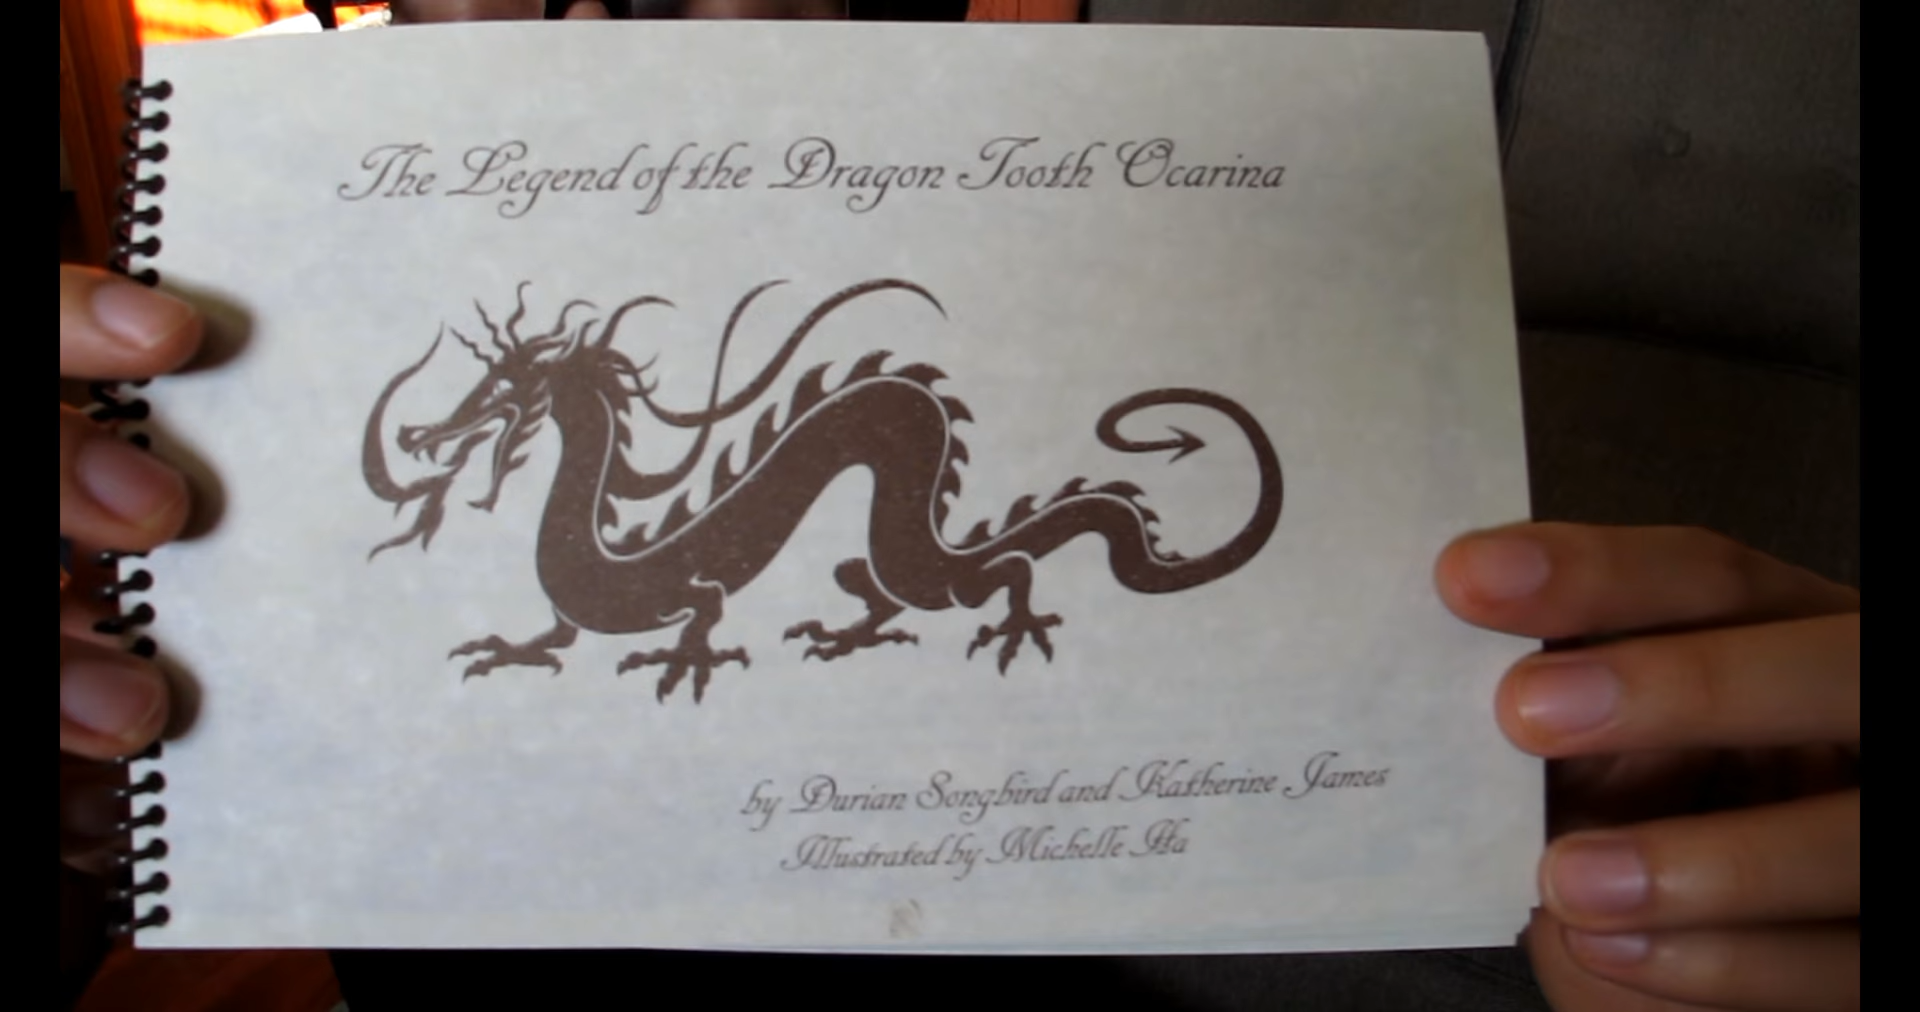 The Legend of the Dragon Tooth Ocarina
by Durian Songbird and Katherine James
Illustrated by Michelle Ha